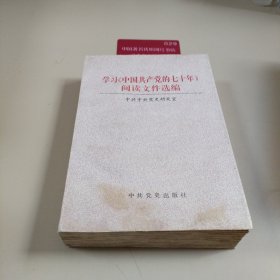 学习《中国共产党的七十年》
阅读文件选编
中共中央党史研究室
中共党史出版社